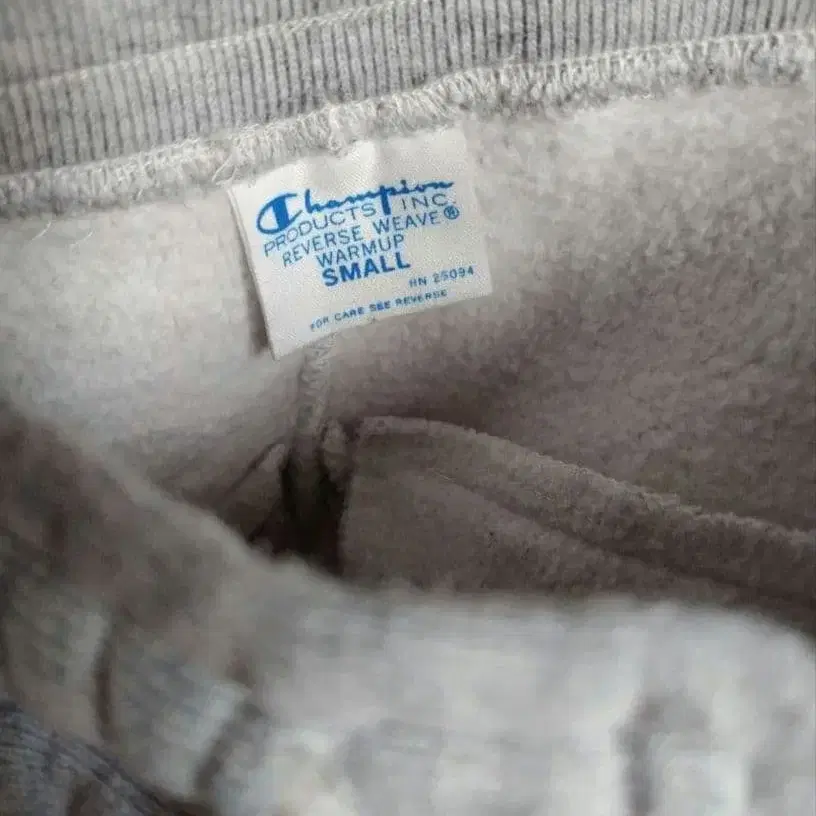 Champion
PRODUCTS INC.
REVERSE WEAVE®
WARMUP
SMALL
RN 25094
FOR CARE SEE REVERSE